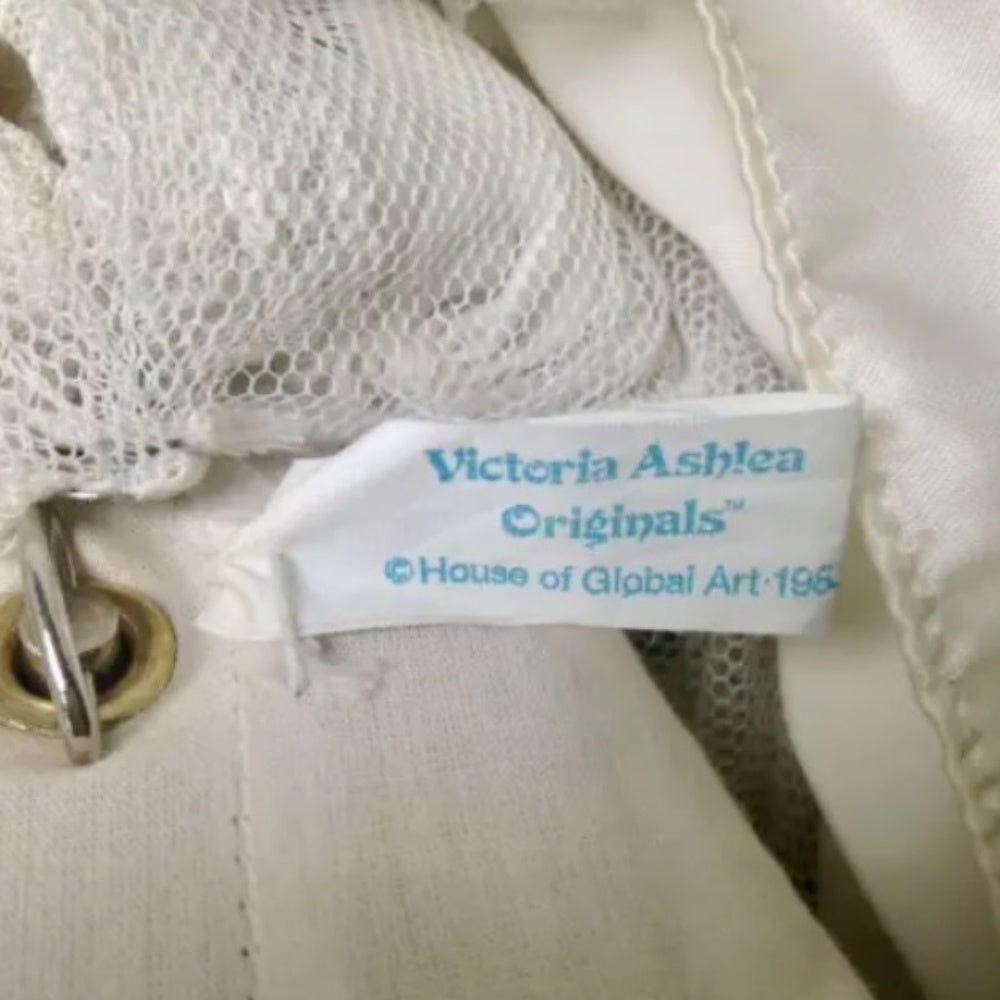 Victoria Ashlea
Originals™
©House of Global Art·198